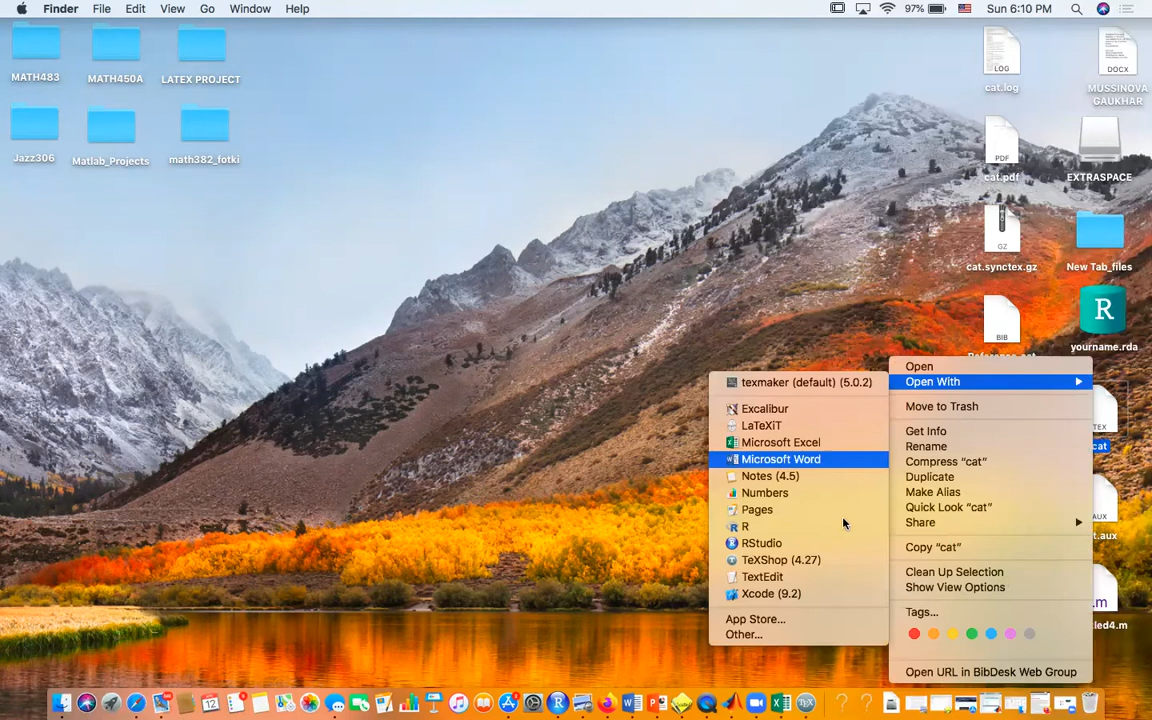 Finder File Edit View Go Window Help 97% Sun 6:10 PM
MATH483 MATH450A LATEX PROJECT
Jazz306 Matlab_Projects math382_fotki
LOG
cat.log
DOCX
MUSSINOVA
GAUKHAR
PDF
cat.pdf
EXTRASPACE
GZ
cat.synctex.gz
New Tab_files
BIB
R
yourname.rda
TEX
cat
AUX
t.aux
.m
led4.m
Open
Open With
Move to Trash
Get Info
Rename
Compress “cat”
Duplicate
Make Alias
Quick Look “cat”
Share
Copy “cat”
Clean Up Selection
Show View Options
Tags...
Open URL in BibDesk Web Group
texmaker (default) (5.0.2)
Excalibur
LaTeXiT
Microsoft Excel
Microsoft Word
Notes (4.5)
Numbers
Pages
R
RStudio
TeXShop (4.27)
TextEdit
Xcode (9.2)
App Store...
Other...
12